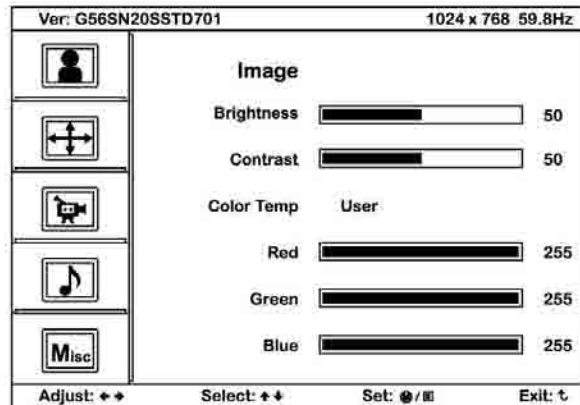 Ver: G56SN20SSTD701 1024 x 768 59.8Hz
Image
Brightness 50
Contrast 50
Color Temp User
Red 255
Green 255
Blue 255
Misc
Adjust: ←→ Select: ↑↓ Set: / Exit: